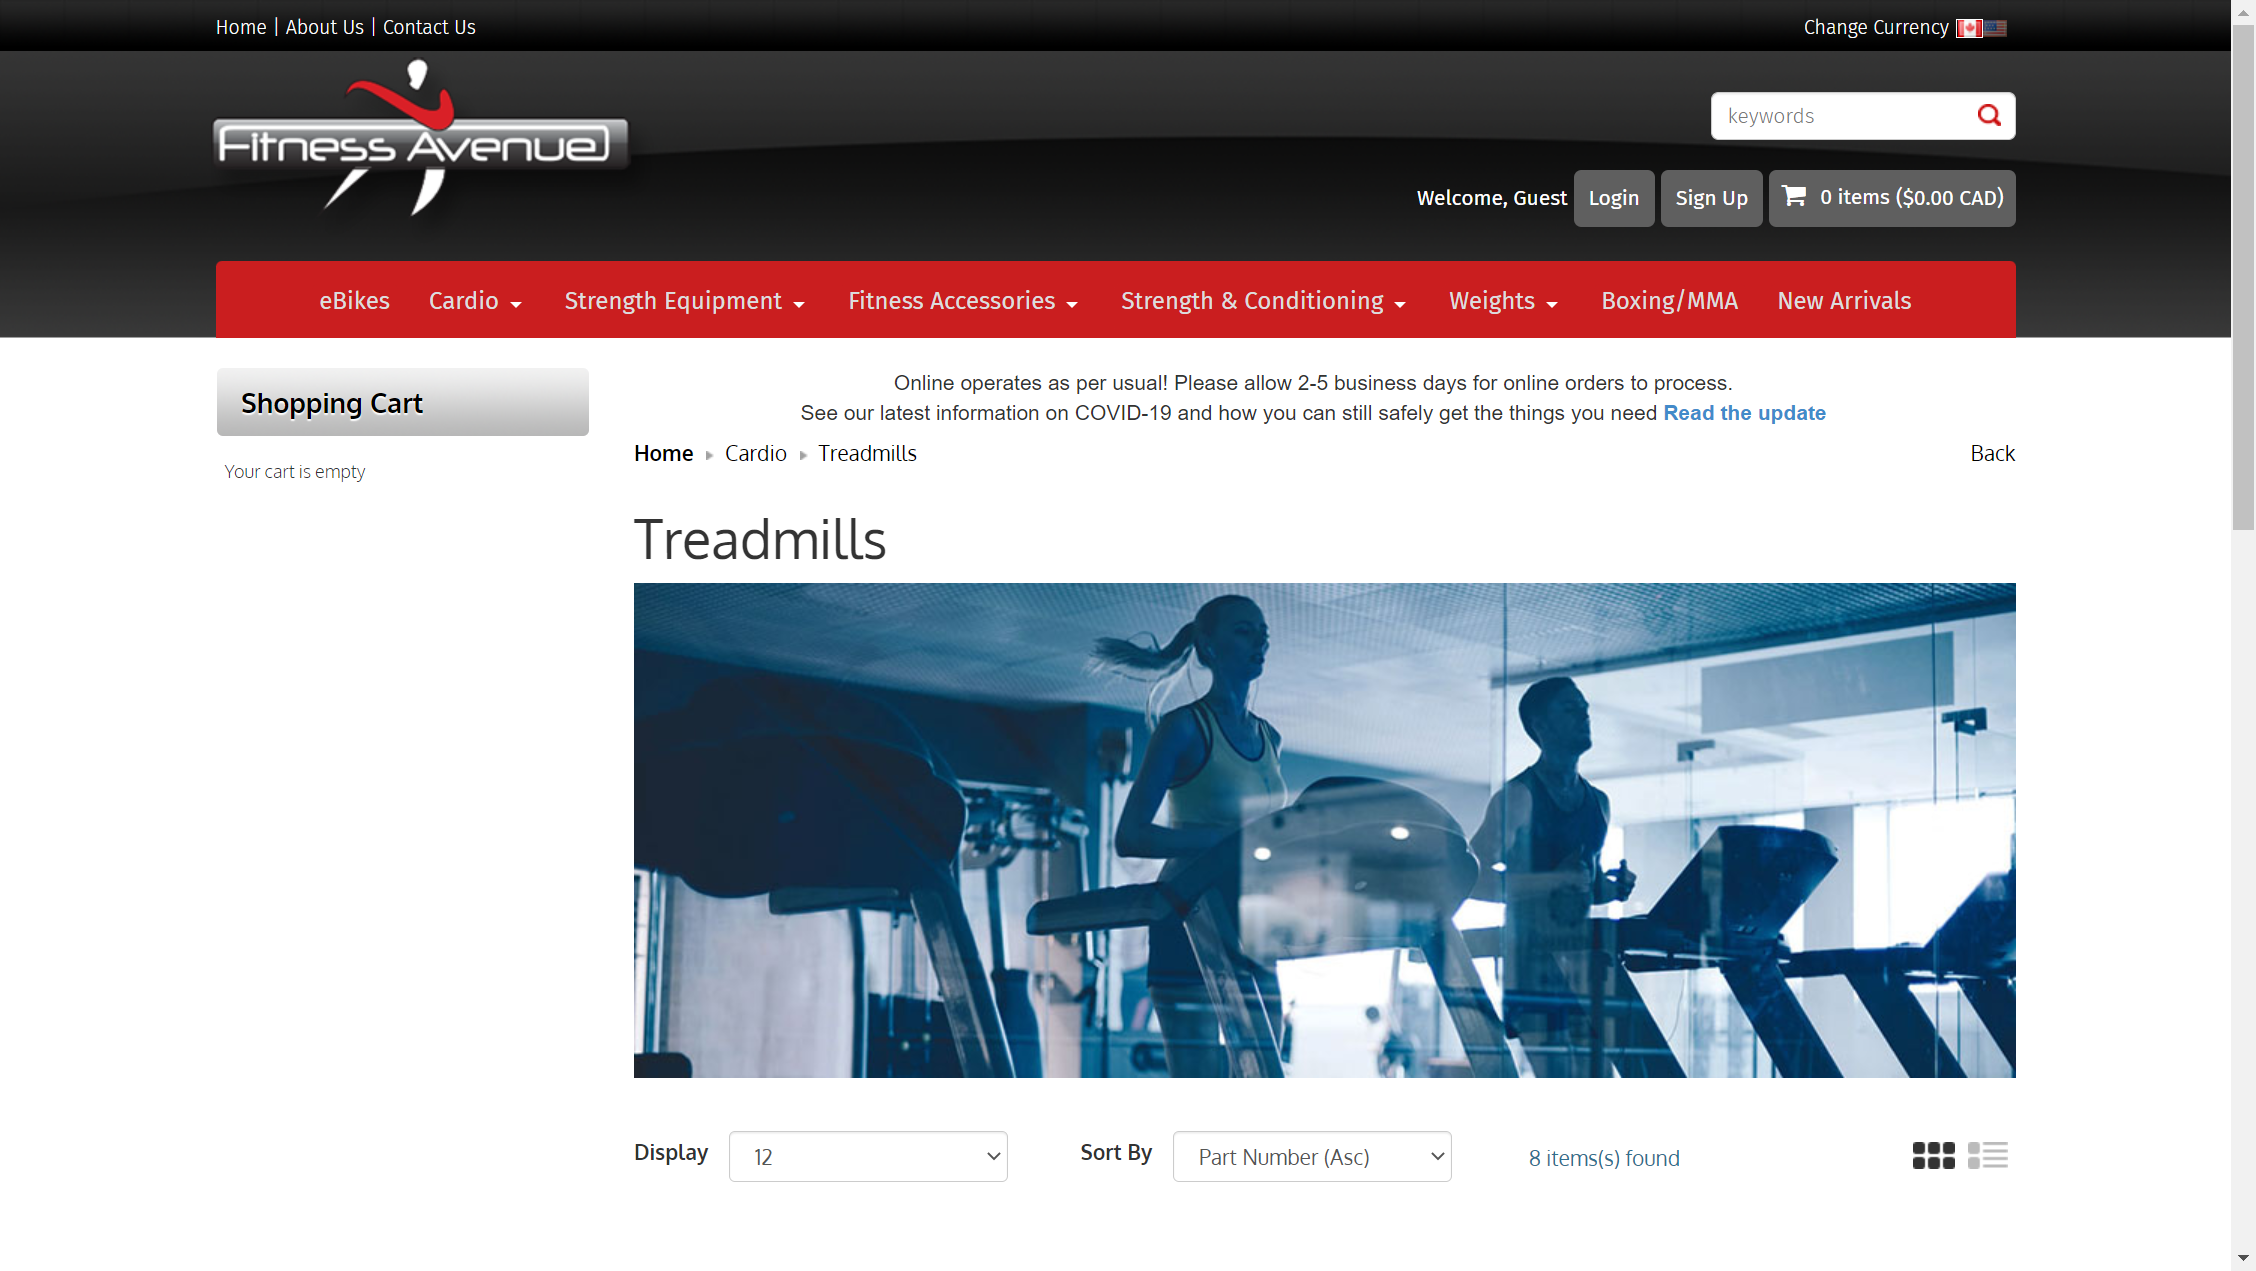 Home | About Us | Contact Us
Change Currency
Fitness Avenue
keywords
Welcome, Guest Login Sign Up 0 items ($0.00 CAD)
eBikes Cardio Strength Equipment Fitness Accessories Strength & Conditioning Weights Boxing/MMA New Arrivals
Shopping Cart
Your cart is empty
Online operates as per usual! Please allow 2-5 business days for online orders to process.
See our latest information on COVID-19 and how you can still safely get the things you need Read the update
Home Cardio Treadmills Back
Treadmills
Display 12 Sort By Part Number (Asc) 8 items(s) found